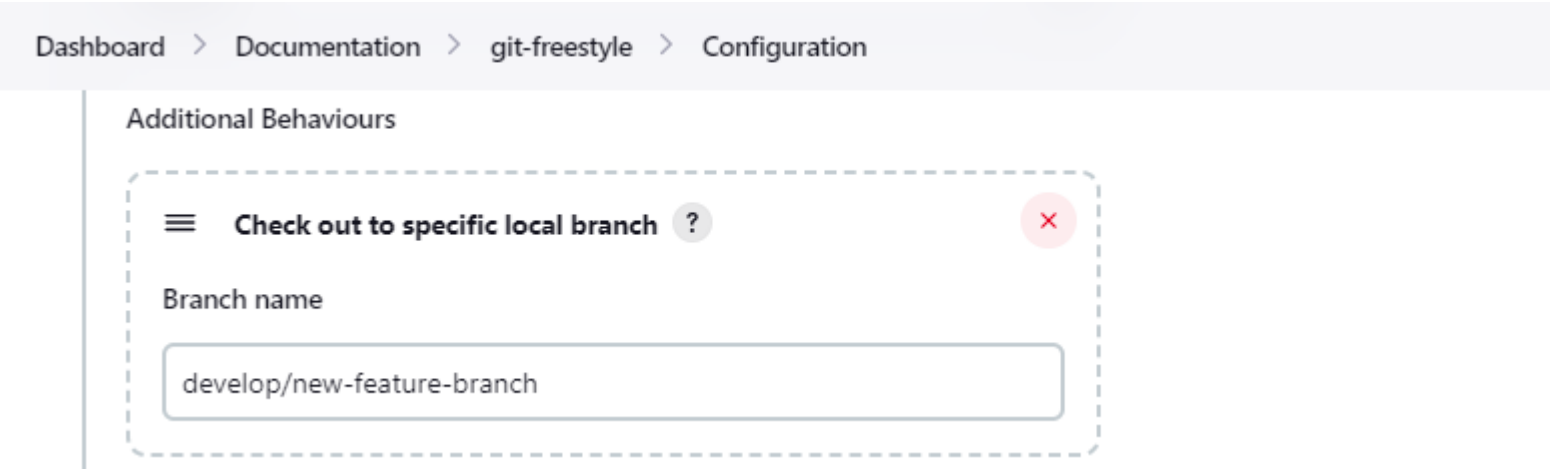 Dashboard > Documentation > git-freestyle > Configuration
Additional Behaviours
Check out to specific local branch ?
Branch name
develop/new-feature-branch